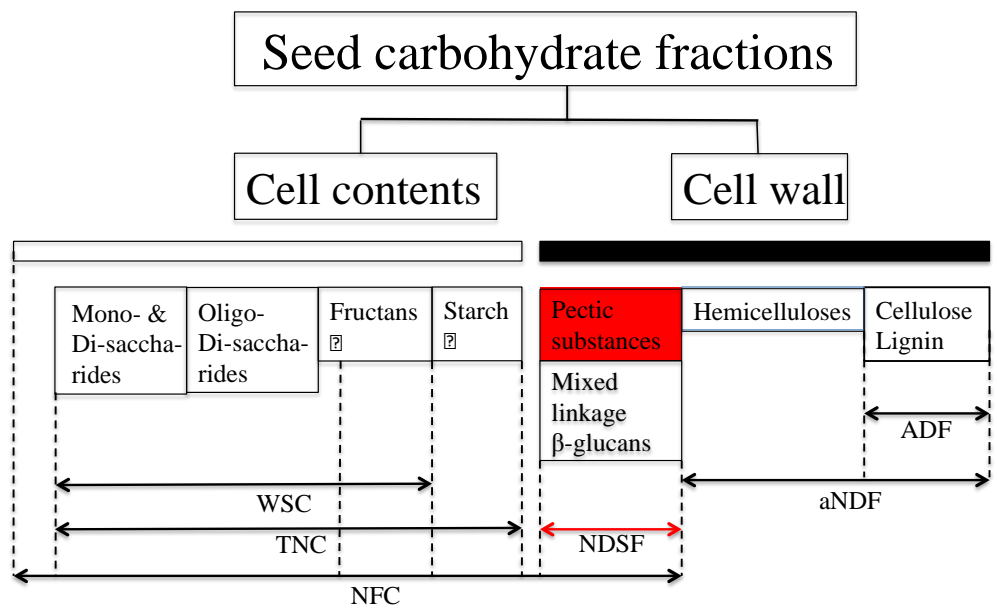 Seed carbohydrate fractions
Cell contents
Cell wall
Mono- &
Di-saccha-
rides
Oligo-
Di-saccha-
rides
Fructans
Starch
Pectic
substances
Mixed
linkage
β-glucans
Hemicelluloses
Cellulose
Lignin
ADF
WSC
aNDF
TNC
NDSF
NFC